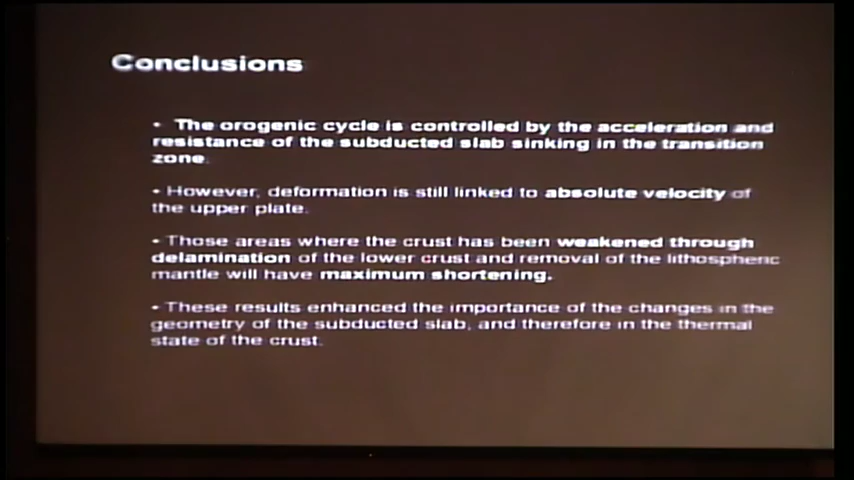 Conclusions
• The orogenic cycle is controlled by the acceleration and
resistance of the subducted slab sinking in the transition
zone.
• However, deformation is still linked to absolute velocity of
the upper plate.
• Those areas where the crust has been weakened through
delamination of the lower crust and removal of the lithospheric
mantle will have maximum shortening.
• These results enhanced the importance of the changes in the
geometry of the subducted slab, and therefore in the thermal
state of the crust.